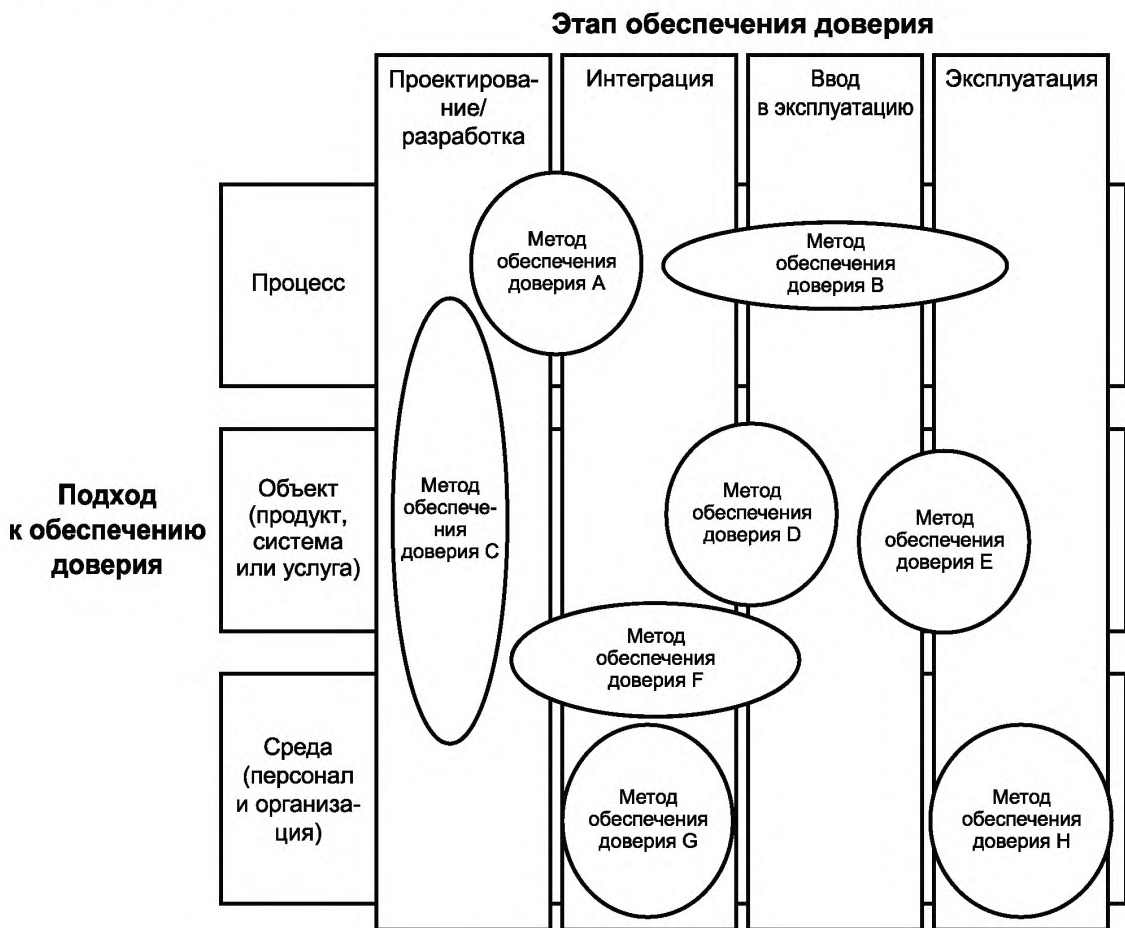 Этап обеспечения доверия
Проектирова-
ние/
разработка
Интеграция
Ввод
в эксплуатацию
Эксплуатация
Процесс
Метод
обеспечения
доверия A
Метод
обеспечения
доверия B
Подход
к обеспечению
доверия
Объект
(продукт,
система
или услуга)
Метод
обеспече-
ния
доверия C
Метод
обеспечения
доверия D
Метод
обеспечения
доверия E
Метод
обеспечения
доверия F
Среда
(персонал
и организа-
ция)
Метод
обеспечения
доверия G
Метод
обеспечения
доверия H